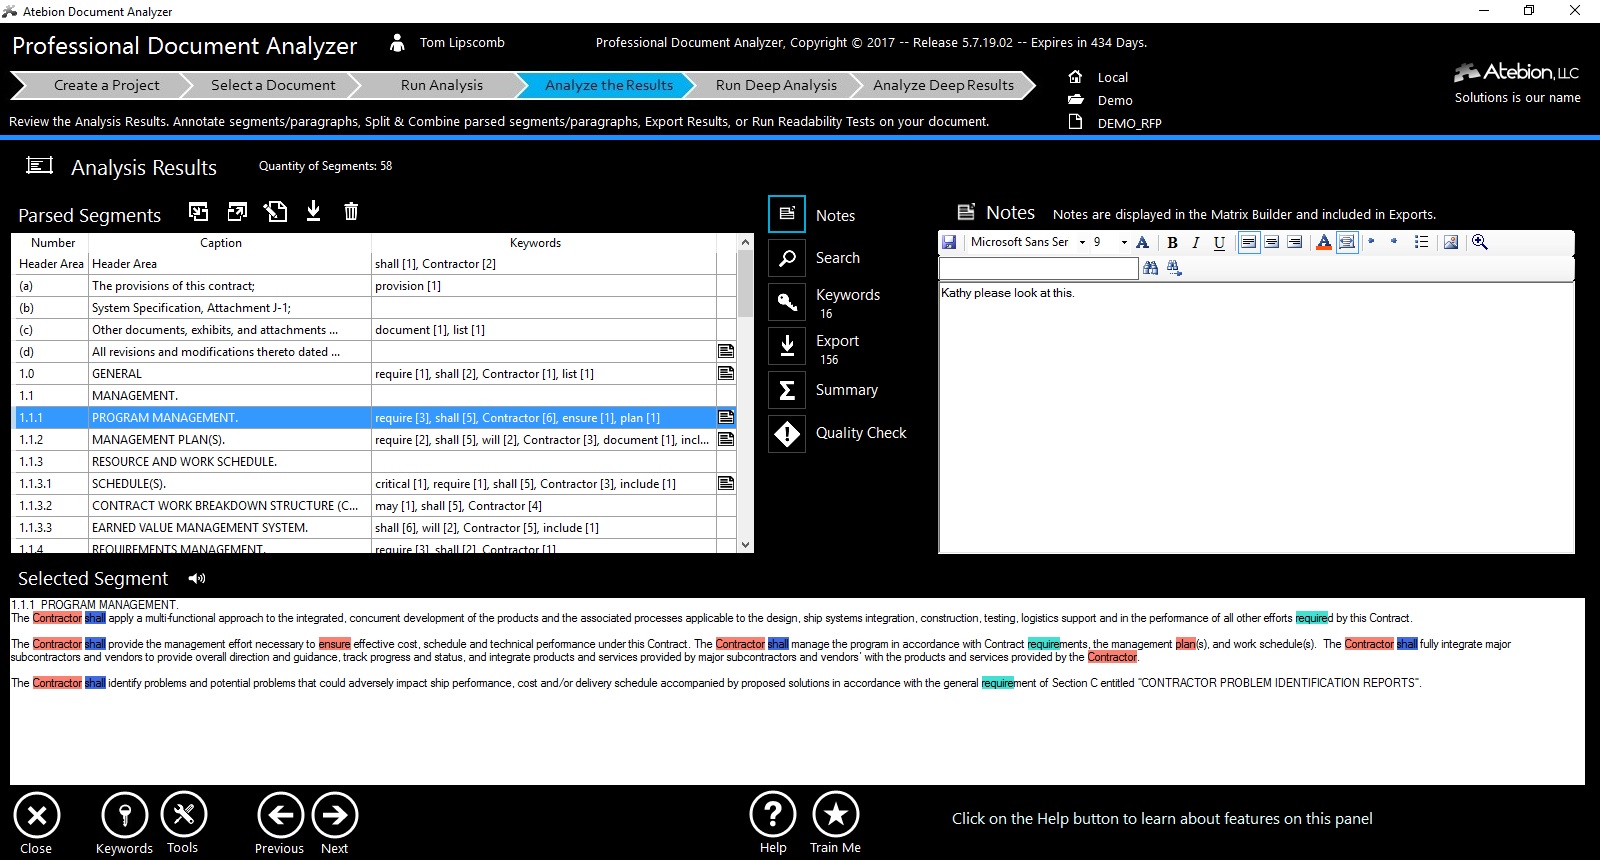 Atebion Document Analyzer
Professional Document Analyzer
Tom Lipscomb
Professional Document Analyzer, Copyright © 2017 -- Release 5.7.19.02 -- Expires in 434 Days.
Create a Project
Select a Document
Run Analysis
Analyze the Results
Run Deep Analysis
Analyze Deep Results
Local
Demo
DEMO_RFP
Atebion, LLC
Solutions is our name
Review the Analysis Results. Annotate segments/paragraphs, Split & Combine parsed segments/paragraphs, Export Results, or Run Readability Tests on your document.
Analysis Results
Quantity of Segments: 58
Parsed Segments
Number Caption Keywords
Header Area Header Area shall [1], Contractor [2]
(a) The provisions of this contract; provision [1]
(b) System Specification, Attachment J-1;
(c) Other documents, exhibits, and attachments ... document [1], list [1]
(d) All revisions and modifications thereto dated ...
1.0 GENERAL require [1], shall [2], Contractor [1], list [1]
1.1 MANAGEMENT.
1.1.1 PROGRAM MANAGEMENT. require [3], shall [5], Contractor [6], ensure [1], plan [1]
1.1.2 MANAGEMENT PLAN(S). require [2], shall [5], will [2], Contractor [3], document [1], incl...
1.1.3 RESOURCE AND WORK SCHEDULE.
1.1.3.1 SCHEDULE(S). critical [1], require [1], shall [5], Contractor [3], include [1]
1.1.3.2 CONTRACT WORK BREAKDOWN STRUCTURE (C... may [1], shall [5], Contractor [4]
1.1.3.3 EARNED VALUE MANAGEMENT SYSTEM. shall [6], will [2], Contractor [5], include [1]
1.1.4 REQUIREMENTS MANAGEMENT. require [3], shall [2], Contractor [1]
Notes
Search
Keywords
16
Export
156
Summary
Quality Check
Notes
Notes are displayed in the Matrix Builder and included in Exports.
Microsoft Sans Ser 9 A B I U A
Kathy please look at this.
Selected Segment
1.1.1 PROGRAM MANAGEMENT.
The Contractor shall apply a multi-functional approach to the integrated, concurrent development of the products and the associated processes applicable to the design, ship systems integration, construction, testing, logistics support and in the performance of all other efforts required by this Contract.
The Contractor shall provide the management effort necessary to ensure effective cost, schedule and technical performance under this Contract. The Contractor shall manage the program in accordance with Contract requirements, the management plan(s), and work schedule(s). The Contractor shall fully integrate major
subcontractors and vendors to provide overall direction and guidance, track progress and status, and integrate products and services provided by major subcontractors and vendors' with the products and services provided by the Contractor.
The Contractor shall identify problems and potential problems that could adversely impact ship performance, cost and/or delivery schedule accompanied by proposed solutions in accordance with the general requirement of Section C entitled "CONTRACTOR PROBLEM IDENTIFICATION REPORTS".
Close
Keywords
Tools
Previous
Next
Help
Train Me
Click on the Help button to learn about features on this panel